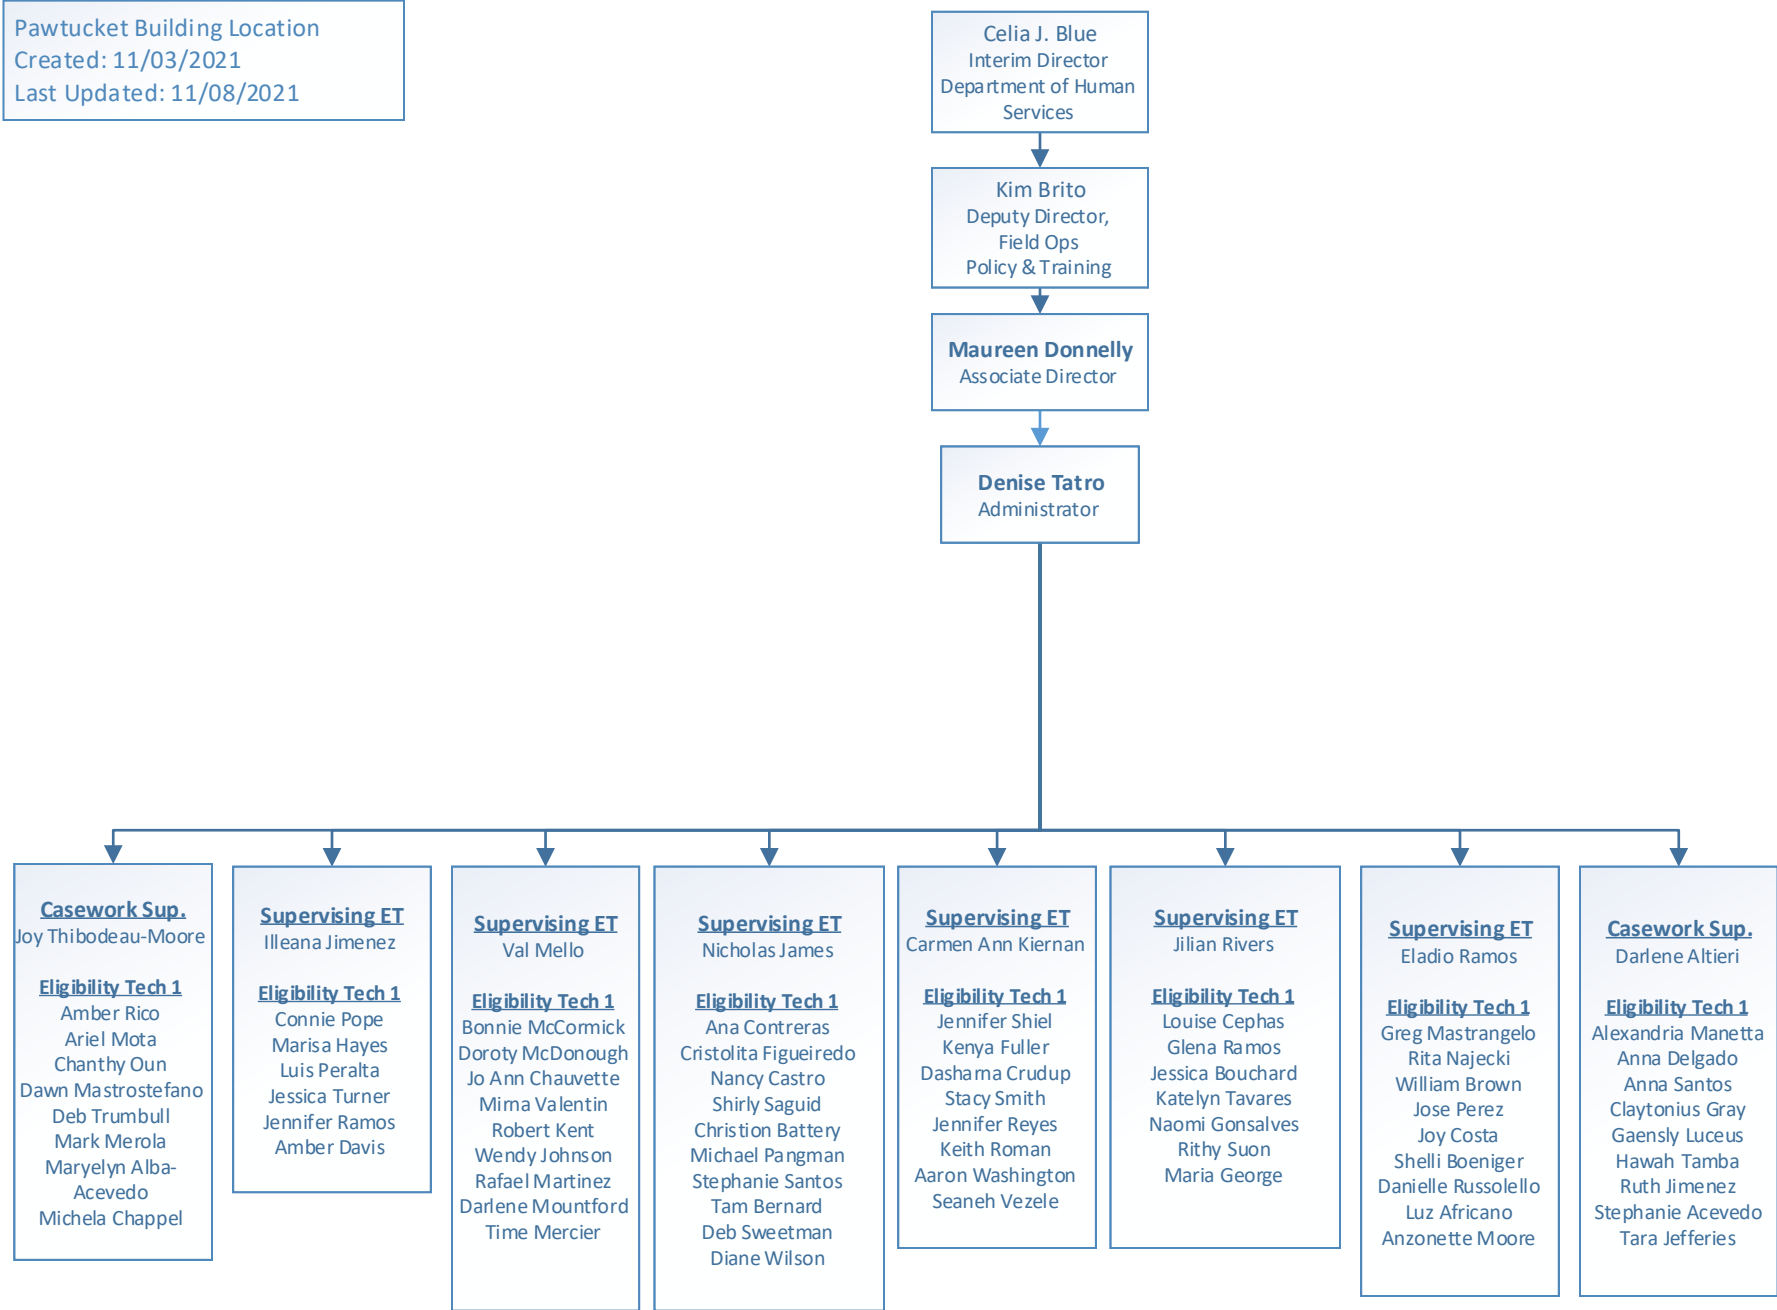 Pawtucket Building Location
Created: 11/03/2021
Last Updated: 11/08/2021
Celia J. Blue
Interim Director
Department of Human
Services
Kim Brito
Deputy Director,
Field Ops
Policy & Training
Maureen Donnelly
Associate Director
Denise Tatro
Administrator
Casework Sup.
Joy Thibodeau-Moore
Eligibility Tech 1
Amber Rico
Ariel Mota
Chanthy Oun
Dawn Mastrostefano
Deb Trumbull
Mark Merola
Maryelyn Alba-
Acevedo
Michela Chappel
Supervising ET
Illeana Jimenez
Eligibility Tech 1
Connie Pope
Marisa Hayes
Luis Peralta
Jessica Turner
Jennifer Ramos
Amber Davis
Supervising ET
Val Mello
Eligibility Tech 1
Bonnie McCormick
Doroty McDonough
Jo Ann Chauvette
Mirna Valentin
Robert Kent
Wendy Johnson
Rafael Martinez
Darlene Mountford
Time Mercier
Supervising ET
Nicholas James
Eligibility Tech 1
Ana Contreras
Cristolita Figueiredo
Nancy Castro
Shirly Saguid
Christion Battery
Michael Pangman
Stephanie Santos
Tam Bernard
Deb Sweetman
Diane Wilson
Supervising ET
Carmen Ann Kiernan
Eligibility Tech 1
Jennifer Shiel
Kenya Fuller
Dashama Crudup
Stacy Smith
Jennifer Reyes
Keith Roman
Aaron Washington
Seaneh Vezele
Supervising ET
Jilian Rivers
Eligibility Tech 1
Louise Cephas
Glena Ramos
Jessica Bouchard
Katelyn Tavares
Naomi Gonsalves
Rithy Suon
Maria George
Supervising ET
Eladio Ramos
Eligibility Tech 1
Greg Mastrangelo
Rita Najecki
William Brown
Jose Perez
Joy Costa
Shelli Boeniger
Danielle Russolello
Luz Africano
Anzonette Moore
Casework Sup.
Darlene Altieri
Eligibility Tech 1
Alexandria Manetta
Anna Delgado
Anna Santos
Claytonius Gray
Gaensly Luceus
Hawah Tamba
Ruth Jimenez
Stephanie Acevedo
Tara Jefferies